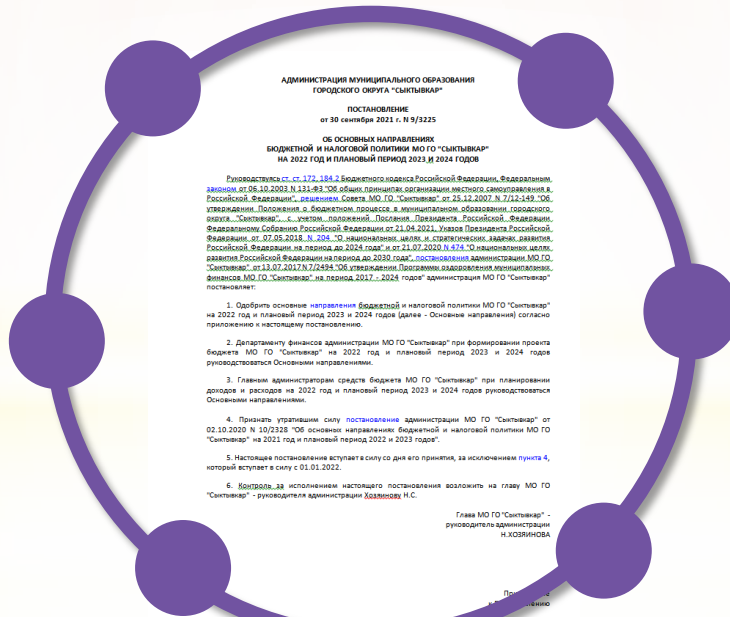 АДМИНИСТРАЦИЯ МУНИЦИПАЛЬНОГО ОБРАЗОВАНИЯ
ГОРОДСКОГО ОКРУГА "СЫКТЫВКАР"
ПОСТАНОВЛЕНИЕ
от 30 сентября 2021 г. N 9/3225
ОБ ОСНОВНЫХ НАПРАВЛЕНИЯХ
БЮДЖЕТНОЙ И НАЛОГОВОЙ ПОЛИТИКИ МО ГО "СЫКТЫВКАР"
НА 2022 ГОД И ПЛАНОВЫЙ ПЕРИОД 2023 И 2024 ГОДОВ
Руководствуясь ст. ст. 172, 184.2 Бюджетного кодекса Российской Федерации, Федеральным
законом от 06.10.2003 N 131-ФЗ "Об общих принципах организации местного самоуправления в
Российской Федерации", решением Совета МО ГО "Сыктывкар" от 25.12.2007 N 7/12-149 "Об
утверждении Положения о бюджетном процессе в муниципальном образовании городского
округа "Сыктывкар", с учетом положений Послания Президента Российской Федерации
Федеральному Собранию Российской Федерации от 21.04.2021, Указов Президента Российской
Федерации от 07.05.2018 N 204 "О национальных целях и стратегических задачах развития
Российской Федерации на период до 2024 года" и от 21.07.2020 N 474 "О национальных целях
развития Российской Федерации на период до 2030 года", постановления администрации МО ГО
"Сыктывкар" от 13.07.2017 N 7/2494 "Об утверждении Программы оздоровления муниципальных
финансов МО ГО "Сыктывкар" на период 2017 - 2024 годов" администрация МО ГО "Сыктывкар"
постановляет:
1. Одобрить основные направления бюджетной и налоговой политики МО ГО "Сыктывкар"
на 2022 год и плановый период 2023 и 2024 годов (далее - Основные направления) согласно
приложению к настоящему постановлению.
2. Департаменту финансов администрации МО ГО "Сыктывкар" при формировании проекта
бюджета МО ГО "Сыктывкар" на 2022 год и плановый период 2023 и 2024 годов
руководствоваться Основными направлениями.
3. Главным администраторам средств бюджета МО ГО "Сыктывкар" при планировании
доходов и расходов на 2022 год и плановый период 2023 и 2024 годов руководствоваться
Основными направлениями.
4. Признать утратившим силу постановление администрации МО ГО "Сыктывкар" от
02.10.2020 N 10/2328 "Об основных направлениях бюджетной и налоговой политики МО ГО
"Сыктывкар" на 2021 год и плановый период 2022 и 2023 годов".
5. Настоящее постановление вступает в силу со дня его принятия, за исключением пункта 4,
который вступает в силу с 01.01.2022.
6. Контроль за исполнением настоящего постановления возложить на главу МО ГО
"Сыктывкар" - руководителя администрации Хозяинову Н.С.
Глава МО ГО "Сыктывкар" -
руководитель администрации
Н.ХОЗЯИНОВА